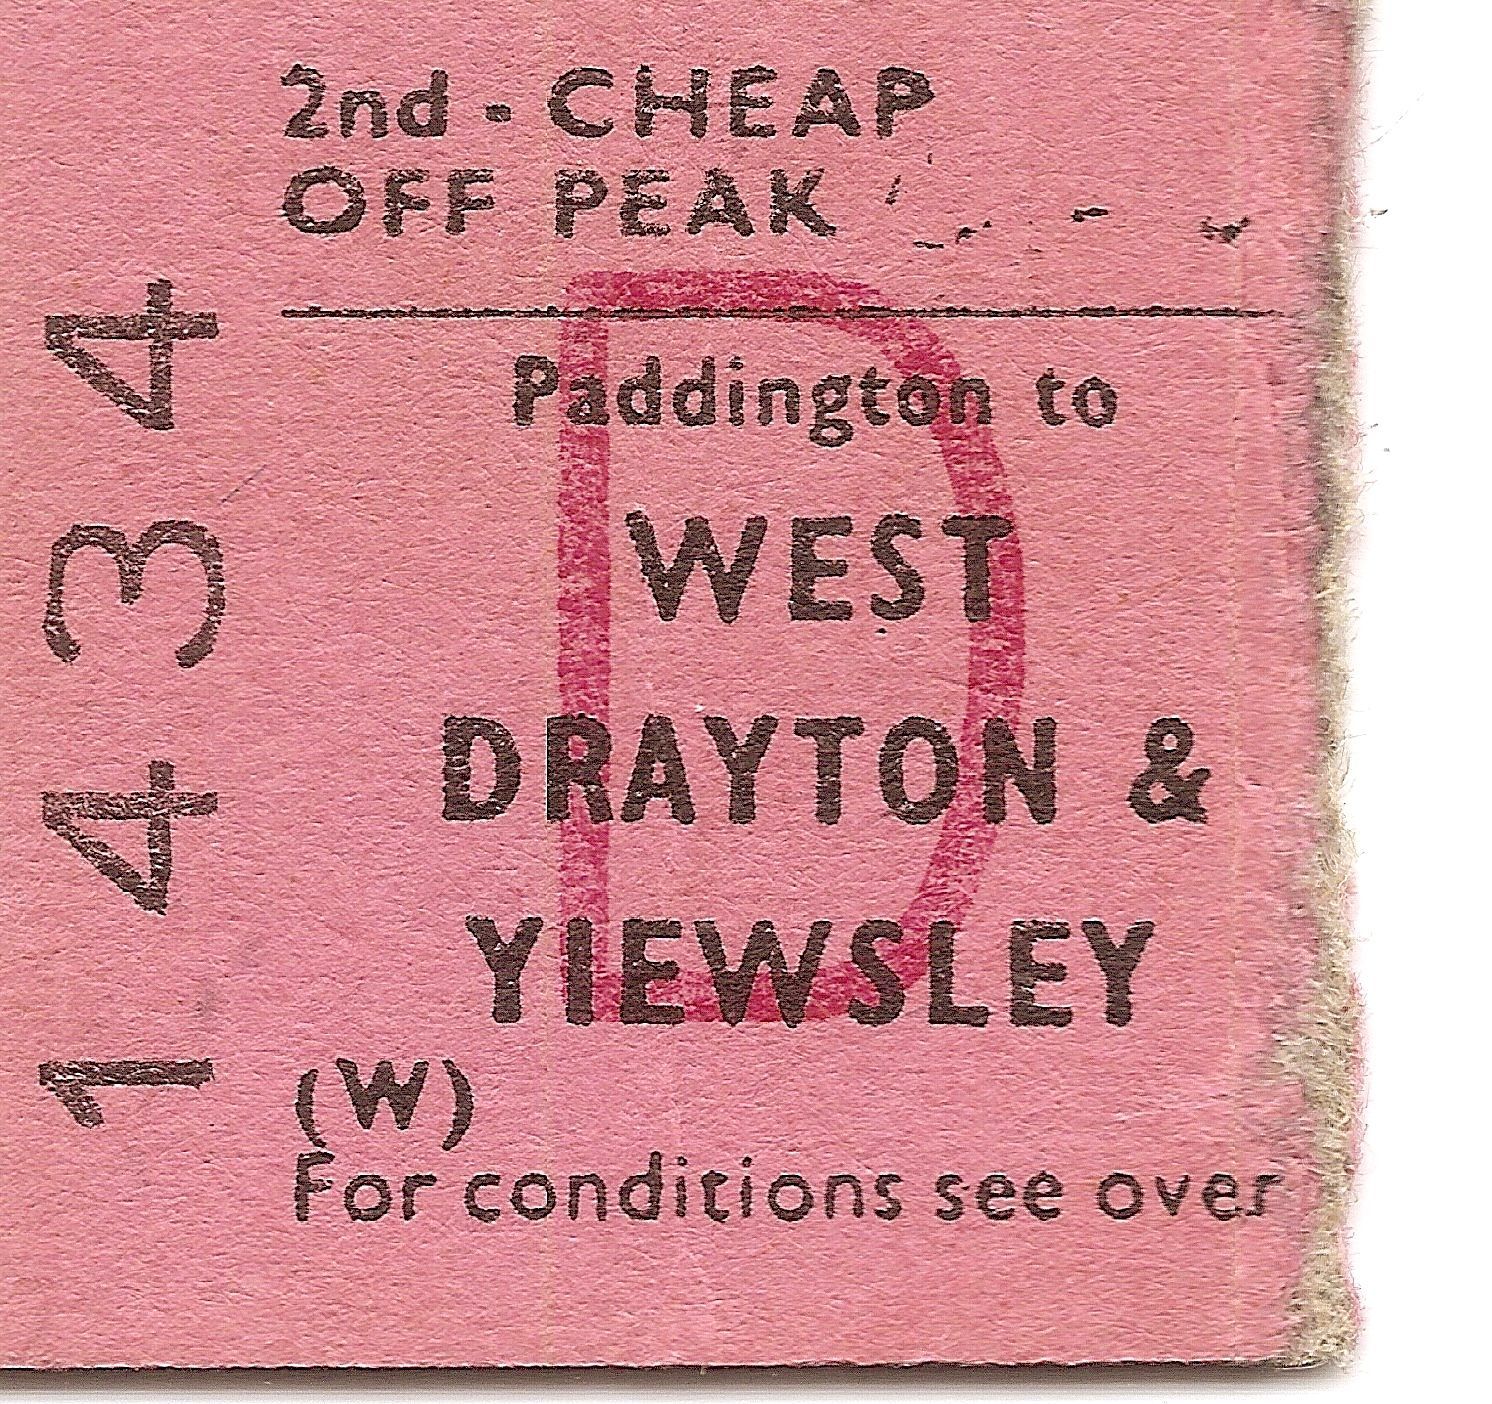 2nd - CHEAP
OFF PEAK
Paddington to
WEST
DRAYTON &
YIEWSLEY
(W)
For conditions see over
1434
D